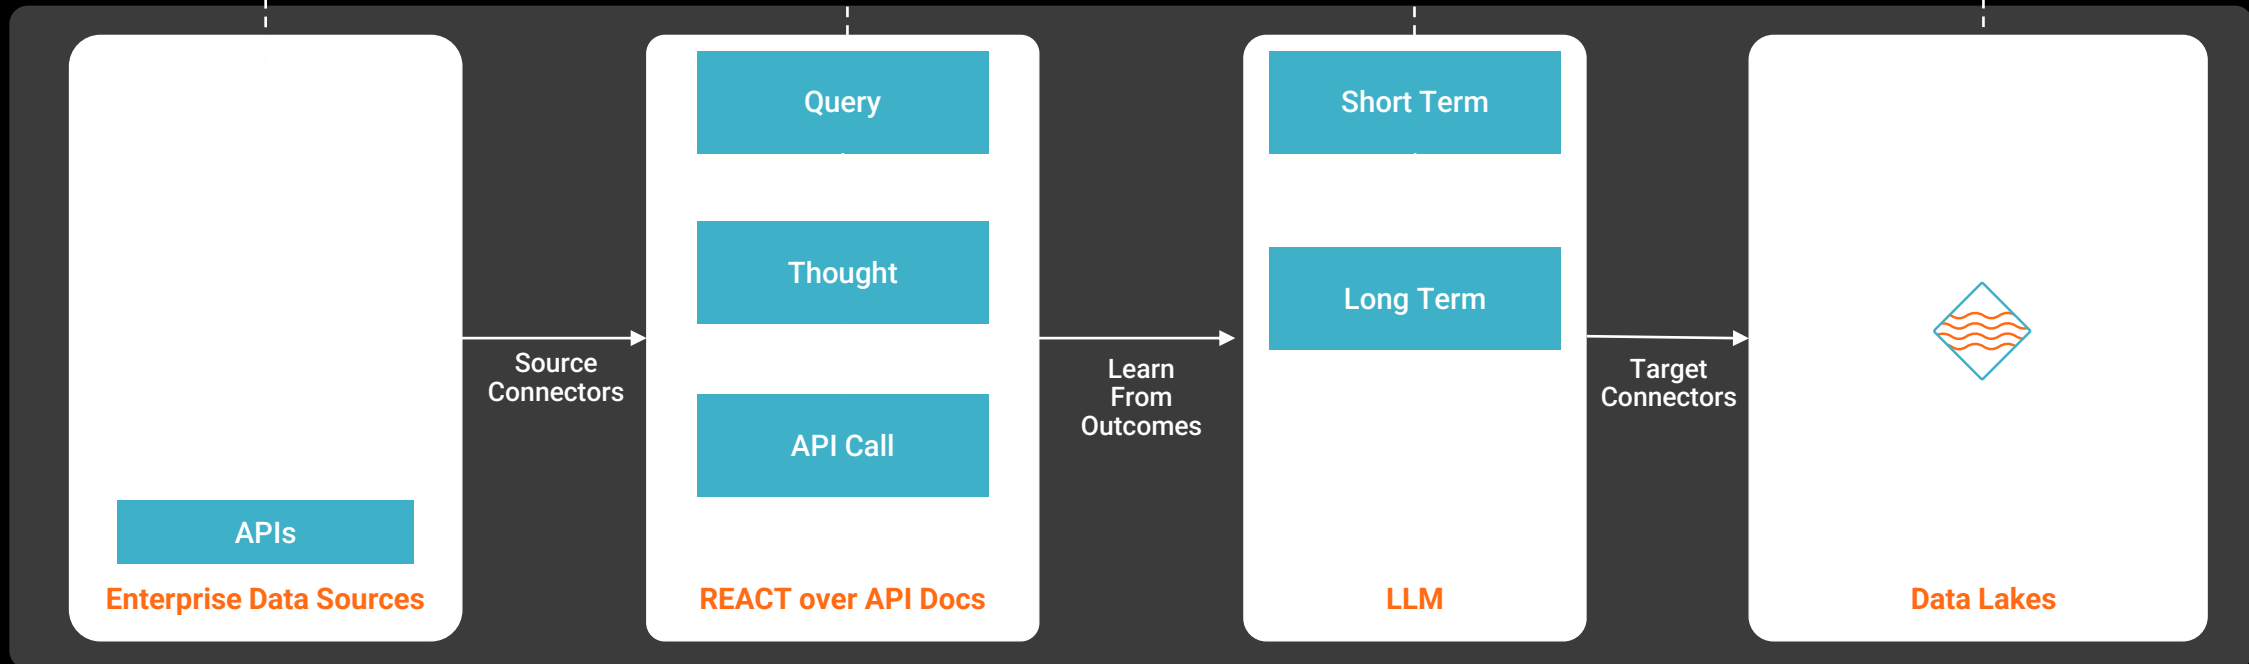 APIs
Enterprise Data Sources
Source
Connectors
Query
Thought
API Call
REACT over API Docs
Learn
From
Outcomes
Short Term
Long Term
LLM
Target
Connectors
Data Lakes